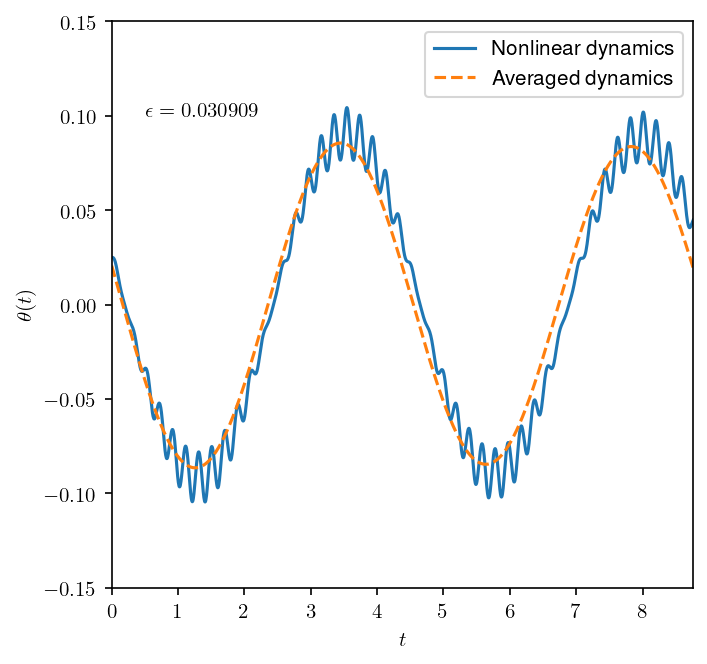 0.15
Nonlinear dynamics
Averaged dynamics
ϵ = 0.030909
0.10
0.05
0.00
−0.05
−0.10
−0.15
θ(t)
0 1 2 3 4 5 6 7 8
t